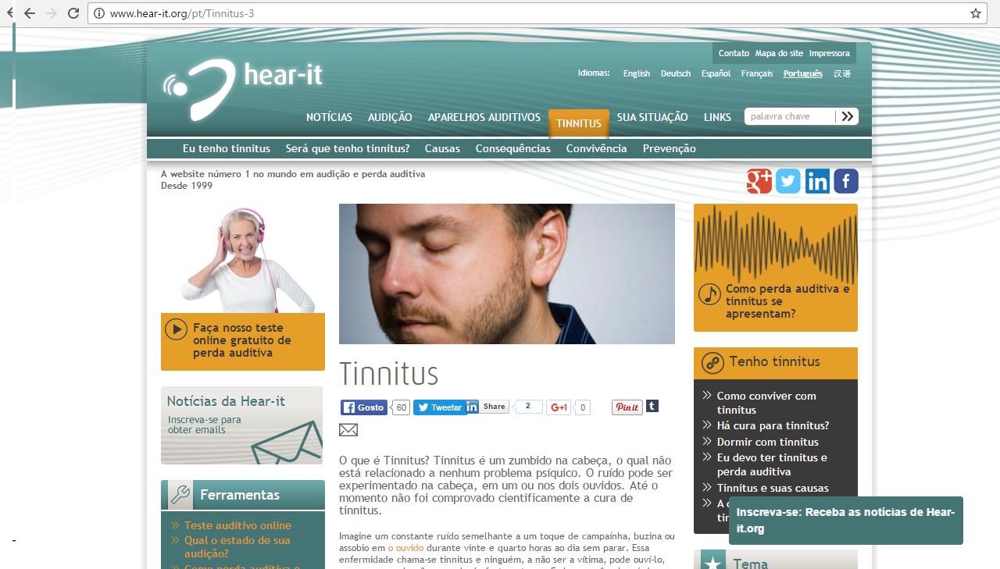 www.hear-it.org/pt/Tinnitus-3
hear-it
Contato Mapa do site Impressora
Idiomas: English Deutsch Español Français Português 汉语
NOTÍCIAS AUDIÇÃO APARELHOS AUDITIVOS TINNITUS SUA SITUAÇÃO LINKS palavra chave
Eu tenho tinnitus Será que tenho tinnitus? Causas Consequências Convivência Prevenção
A website número 1 no mundo em audição e perda auditiva
Desde 1999
Faça nosso teste
online gratuito de
perda auditiva
Notícias da Hear-it
Inscreva-se para
obter emails
Ferramentas
Teste auditivo online
Qual o estado de sua
audição?
Como perda auditiva e
Tinnitus
Gosto 60 Tweetar Share 2 G+1 0 Pinit
O que é Tinnitus? Tinnitus é um zumbido na cabeça, o qual não
está relacionado a nenhum problema psíquico. O ruído pode ser
experimentado na cabeça, em um ou nos dois ouvidos. Até o
momento não foi comprovado cientificamente a cura de
tinnitus.
Imagine um constante ruído semelhante a um toque de campaínha, buzina ou
assobio em o ouvido durante vinte e quarto horas ao dia sem parar. Essa
enfermidade chama-se tinnitus e ninguém, a não ser a vítima, pode ouví-lo,
Como perda auditiva e
tinnitus se
apresentam?
Tenho tinnitus
Como conviver com
tinnitus
Há cura para tinnitus?
Dormir com tinnitus
Eu devo ter tinnitus e
perda auditiva
Tinnitus e suas causas
Inscreva-se: Receba as notícias de Hear-
it.org
Tema